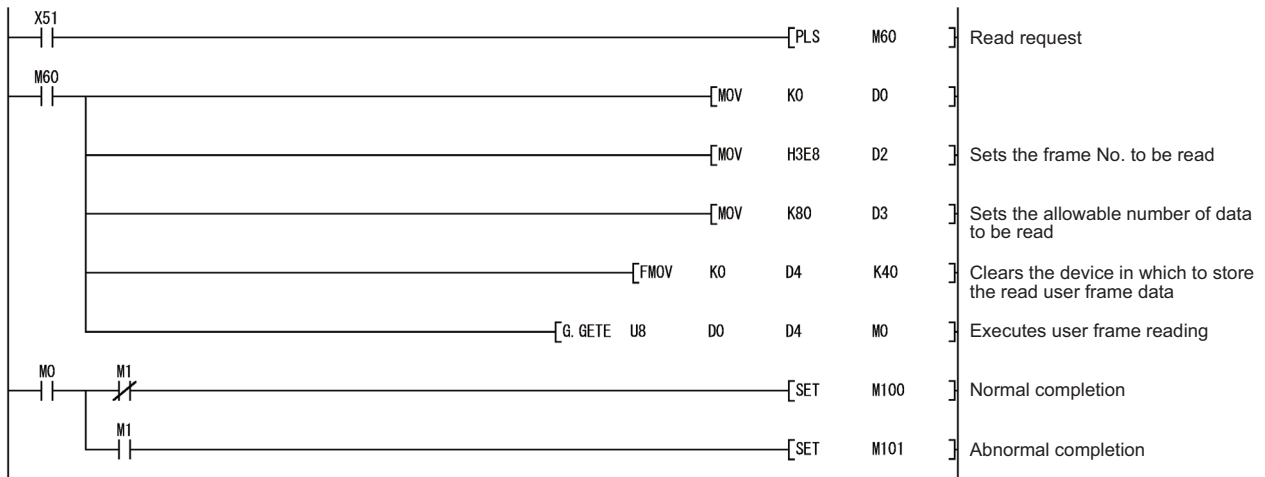 X51
[PLS M60 ] Read request
M60
[MOV K0 D0 ]
[MOV H3E8 D2 ] Sets the frame No. to be read
[MOV K80 D3 ] Sets the allowable number of data
to be read
[FMOV K0 D4 K40 ] Clears the device in which to store
the read user frame data
[G.GETE U8 D0 D4 M0 ] Executes user frame reading
M0 M1
[SET M100 ] Normal completion
M1
[SET M101 ] Abnormal completion